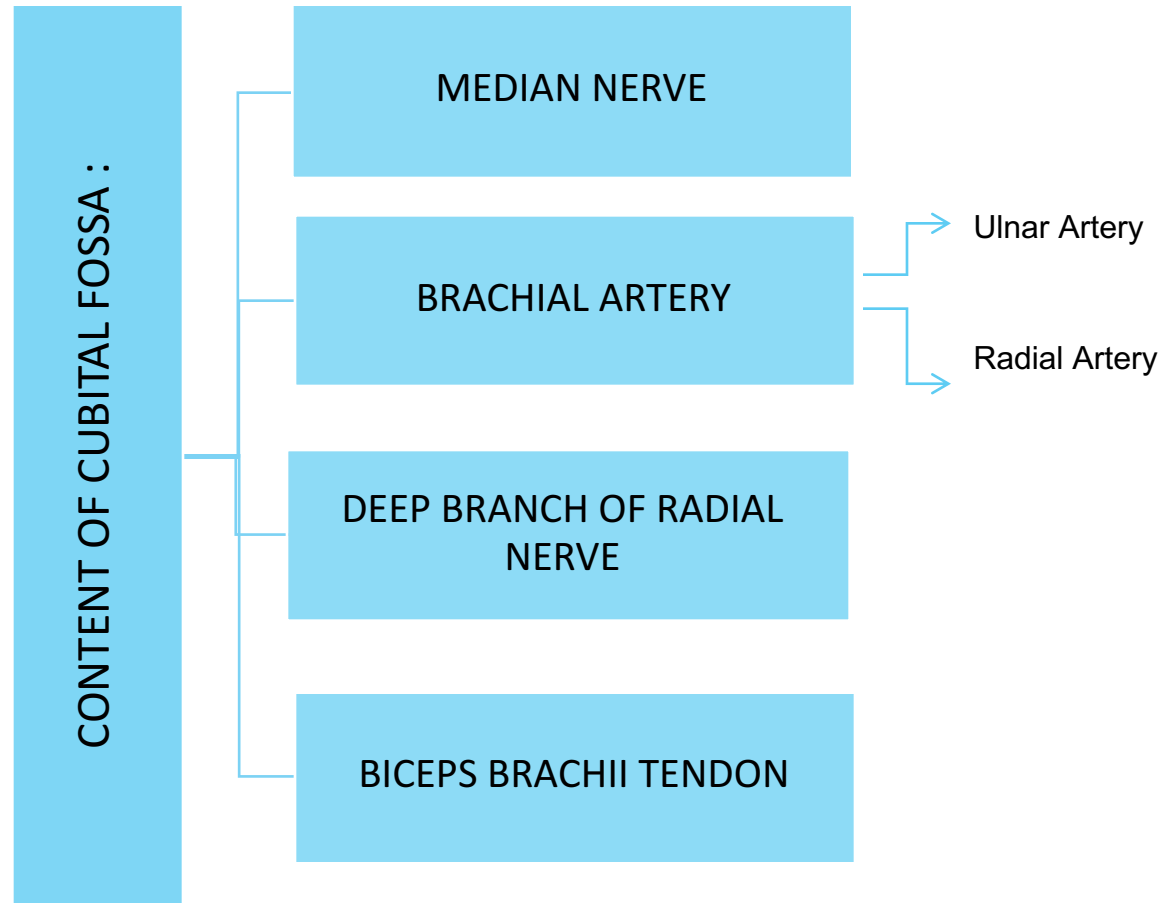 CONTENT OF CUBITAL FOSSA :
MEDIAN NERVE
BRACHIAL ARTERY
Ulnar Artery
Radial Artery
DEEP BRANCH OF RADIAL
NERVE
BICEPS BRACHII TENDON